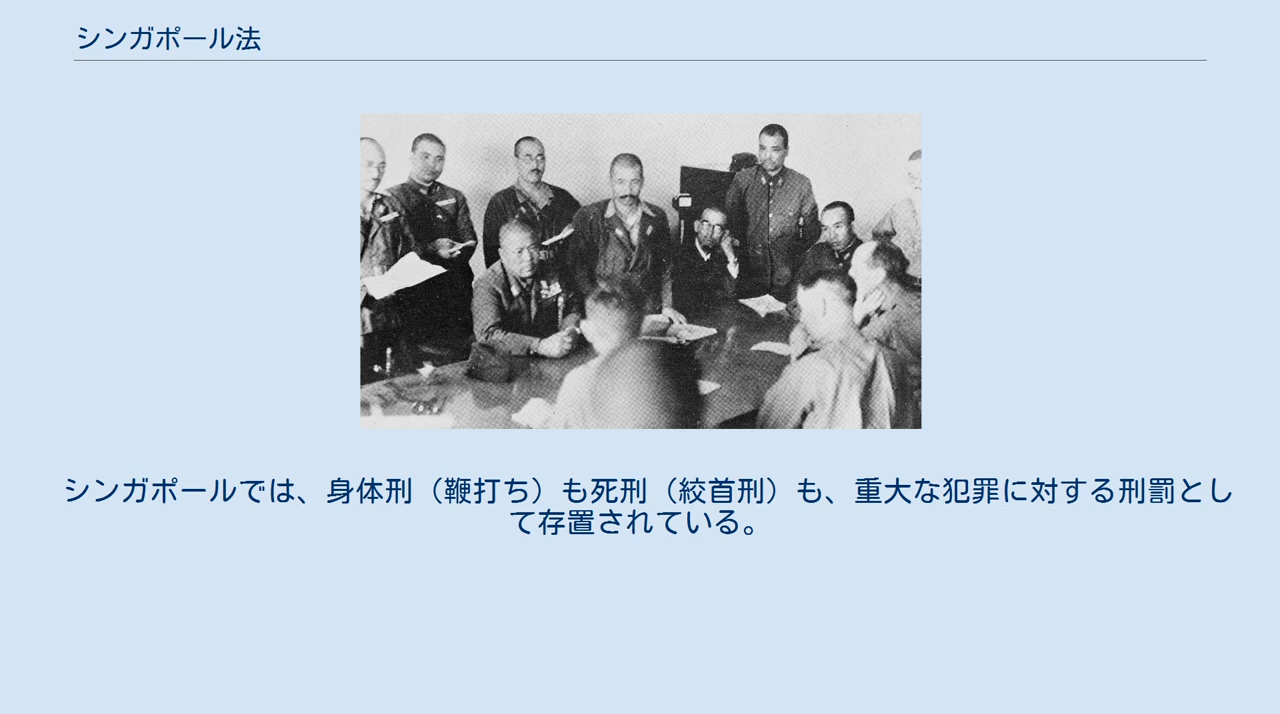 シンガポール法
シンガポールでは、身体刑（鞭打ち）も死刑（絞首刑）も、重大な犯罪に対する刑罰とし
て存置されている。